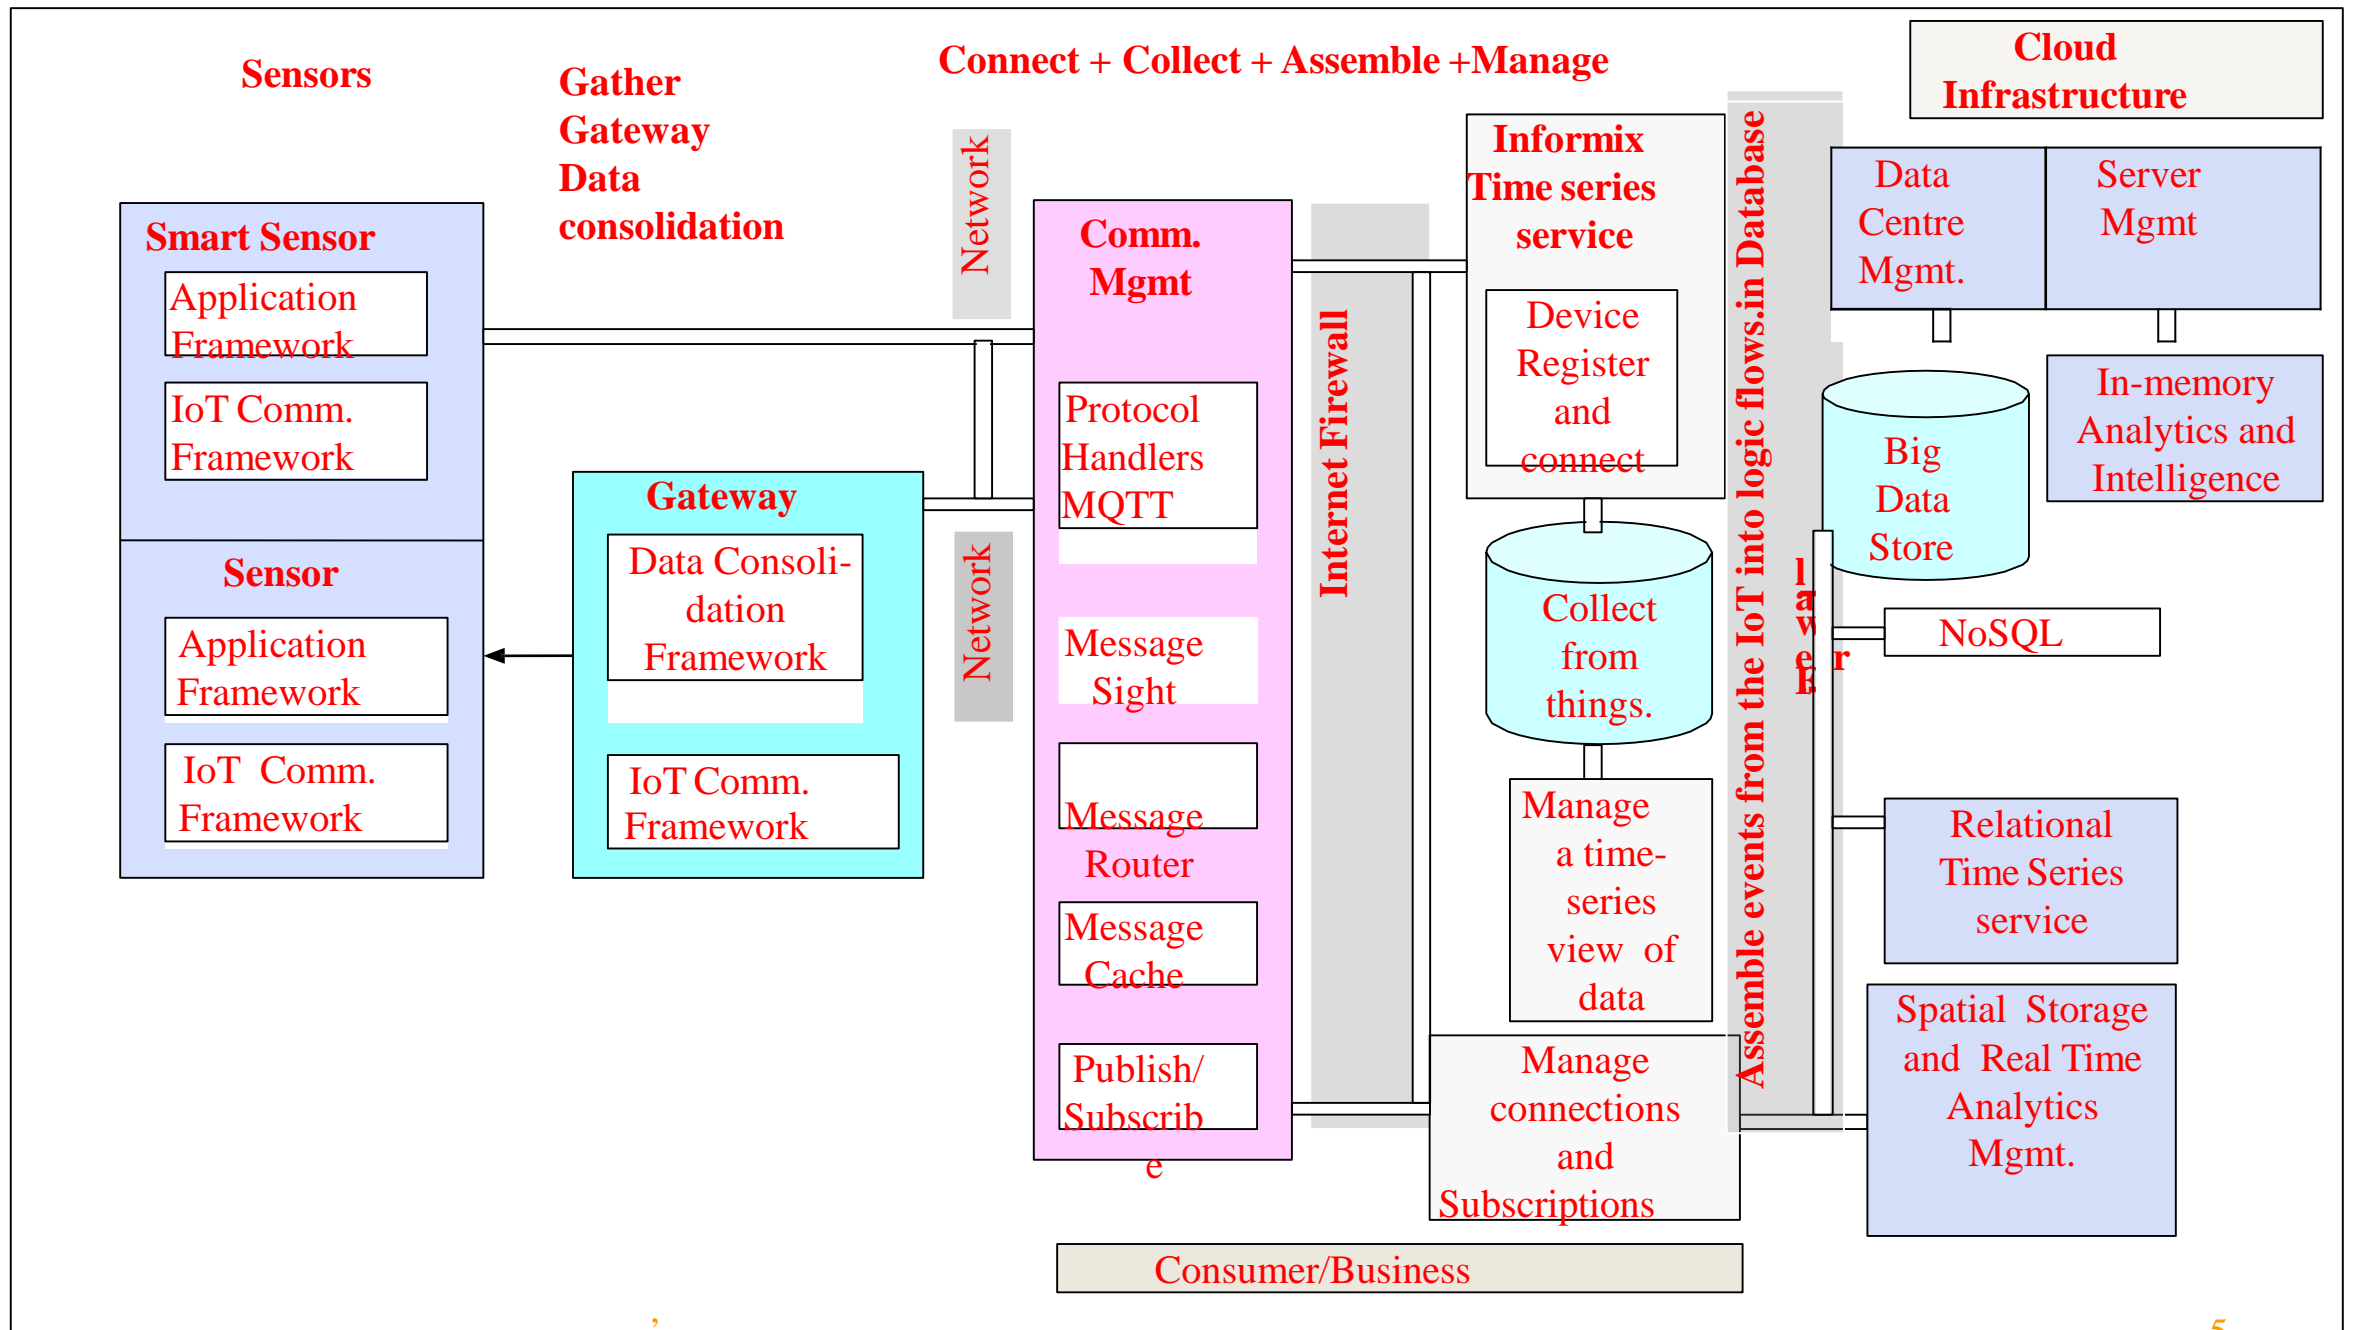 Sensors
Gather
Gateway
Data
consolidation
Connect + Collect + Assemble +Manage
Cloud
Infrastructure
Smart Sensor
Application
Framework
IoT Comm.
Framework
Sensor
Application
Framework
IoT Comm.
Framework
Gateway
Data Consoli-
dation
Framework
IoT Comm.
Framework
Network
Network
Comm.
Mgmt
Protocol
Handlers
MQTT
Message
Sight
Message
Router
Message
Cache
Publish/
Subscrib
e
Internet Firewall
Informix
Time series
service
Device
Register
and
connect
Collect
from
things.
Manage
a time-
series
view of
data
Manage
connections
and
Subscriptions
Assemble events from the IoT into logic flows.in Database
Data
Centre
Mgmt.
Server
Mgmt
Big
Data
Store
In-memory
Analytics and
Intelligence
NoSQL
Relational
Time Series
service
Spatial Storage
and Real Time
Analytics
Mgmt.
Consumer/Business